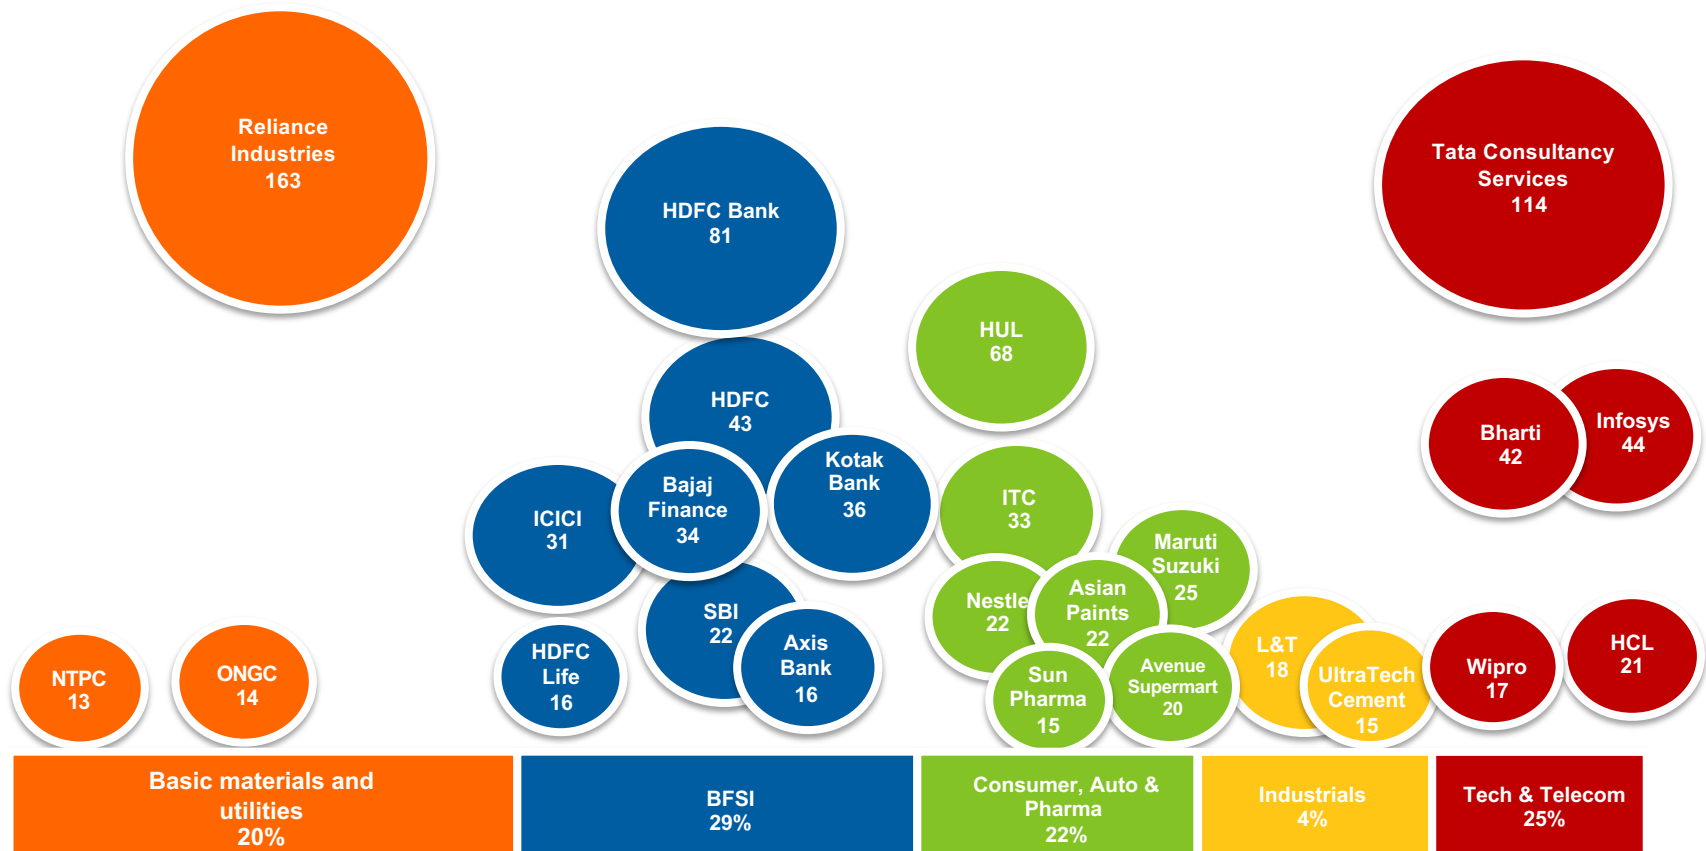 Reliance
Industries
163
Tata Consultancy
Services
114
HDFC Bank
81
HUL
68
HDFC
43
Bharti
42
Infosys
44
Kotak
Bank
36
Bajaj
Finance
34
ICICI
31
ITC
33
Maruti
Suzuki
25
Nestle
22
Asian
Paints
22
SBI
22
Axis
Bank
16
HDFC
Life
16
NTPC
13
ONGC
14
Sun
Pharma
15
Avenue
Supermart
20
L&T
18
UltraTech
Cement
15
Wipro
17
HCL
21
Basic materials and
utilities
20%
BFSI
29%
Consumer, Auto &
Pharma
22%
Industrials
4%
Tech & Telecom
25%